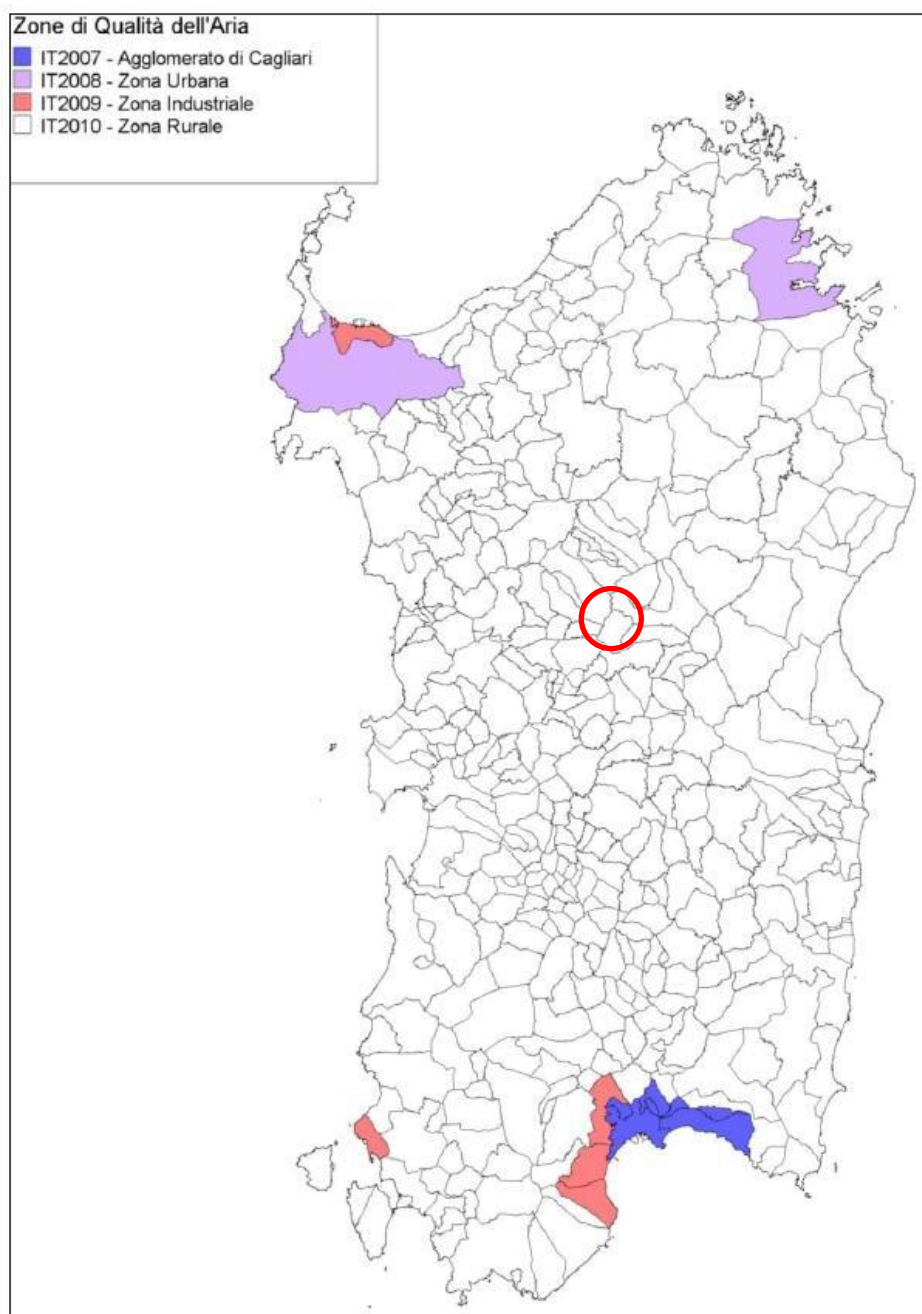 Zone di Qualità dell'Aria
IT2007 - Agglomerato di Cagliari
IT2008 - Zona Urbana
IT2009 - Zona Industriale
IT2010 - Zona Rurale